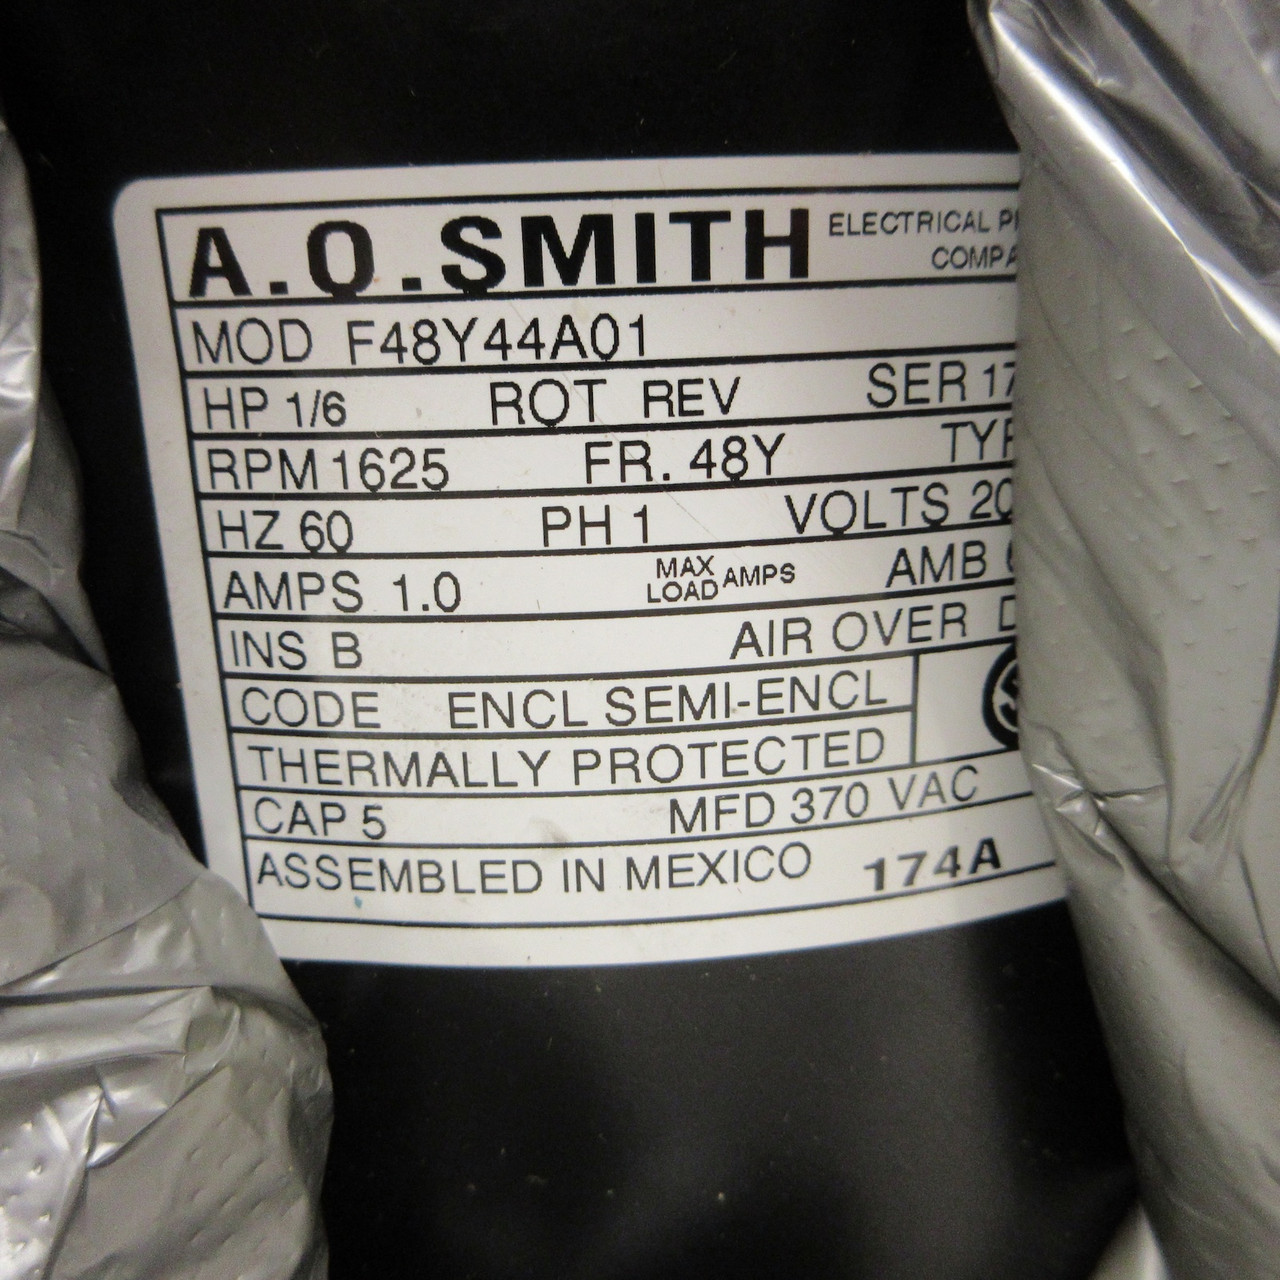 A.O.SMITH ELECTRICAL
MOD F48Y44A01
HP 1/6 ROT REV SER 17
RPM 1625 FR. 48Y
HZ 60 PH 1 VOLTS
AMPS 1.0 MAX LOAD AMPS AMB
INS B AIR OVER
CODE ENCL SEMI-ENCL
THERMALLY PROTECTED
CAP 5 MFD 370 VAC
ASSEMBLED IN MEXICO 174A